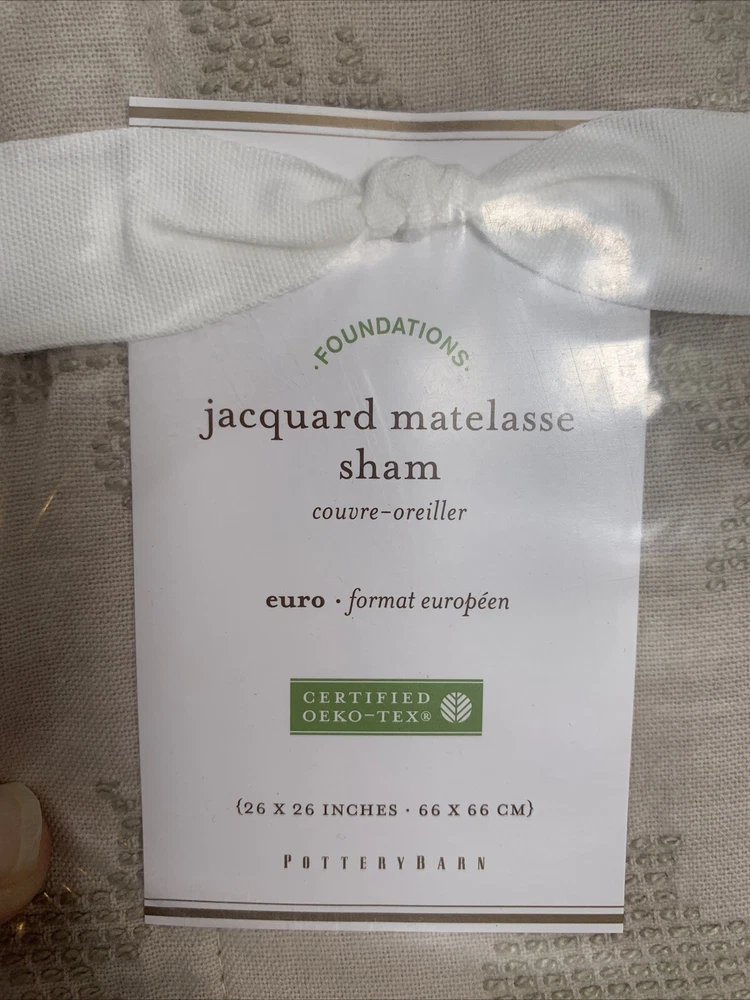 ·FOUNDATIONS·
jacquard matelasse
sham
couvre-oreiller
euro · format européen
CERTIFIED
OEKO-TEX®
{26 X 26 INCHES · 66 X 66 CM}
POTTERYBARN